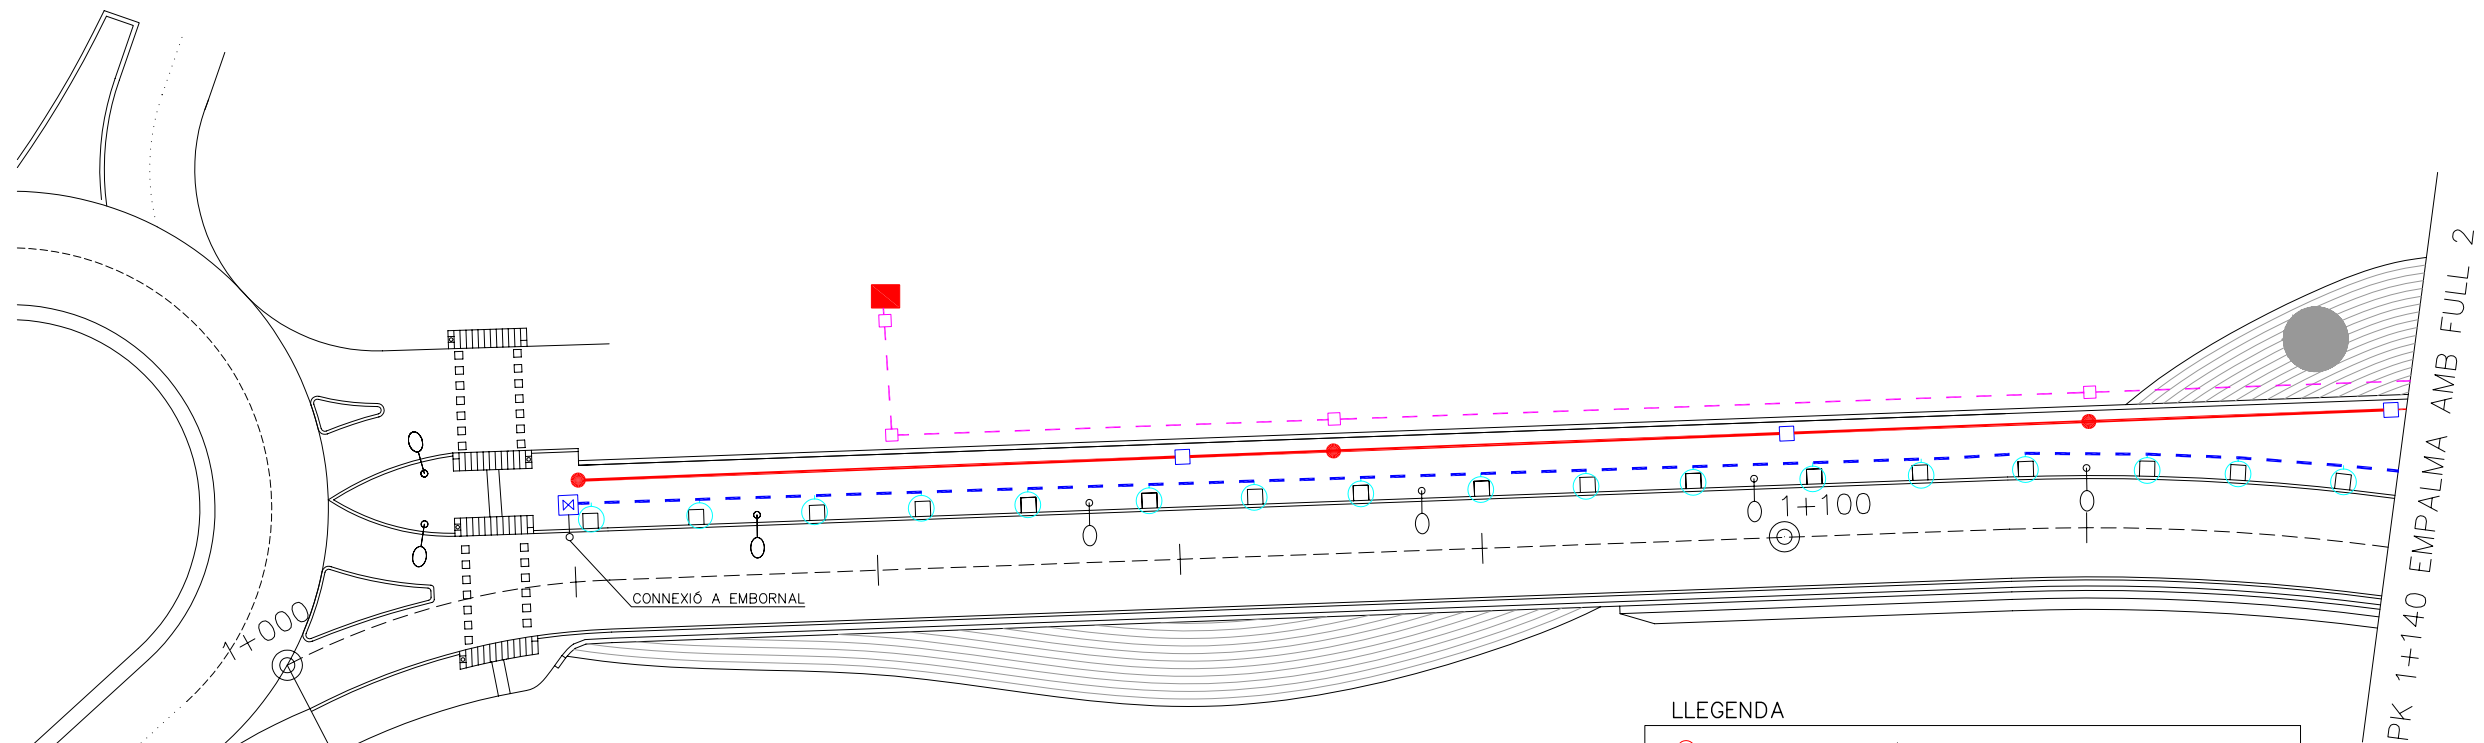 1+000
CONNEXIÓ A EMBORNAL
1+100
PK 1+140 EMPALMA AMB FULL 2
LLEGENDA